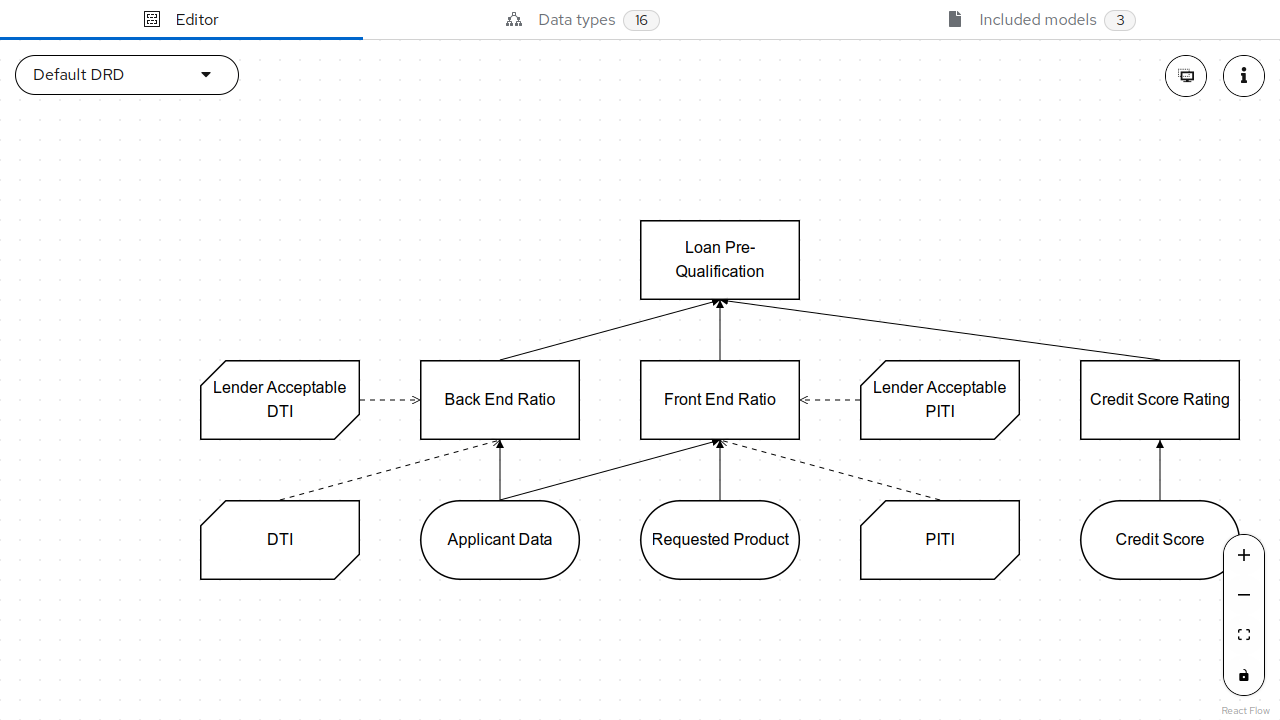 Editor
Data types 16
Included models 3
Default DRD
Loan Pre-
Qualification
Lender Acceptable
DTI
Back End Ratio
Front End Ratio
Lender Acceptable
PITI
Credit Score Rating
DTI
Applicant Data
Requested Product
PITI
Credit Score
React Flow